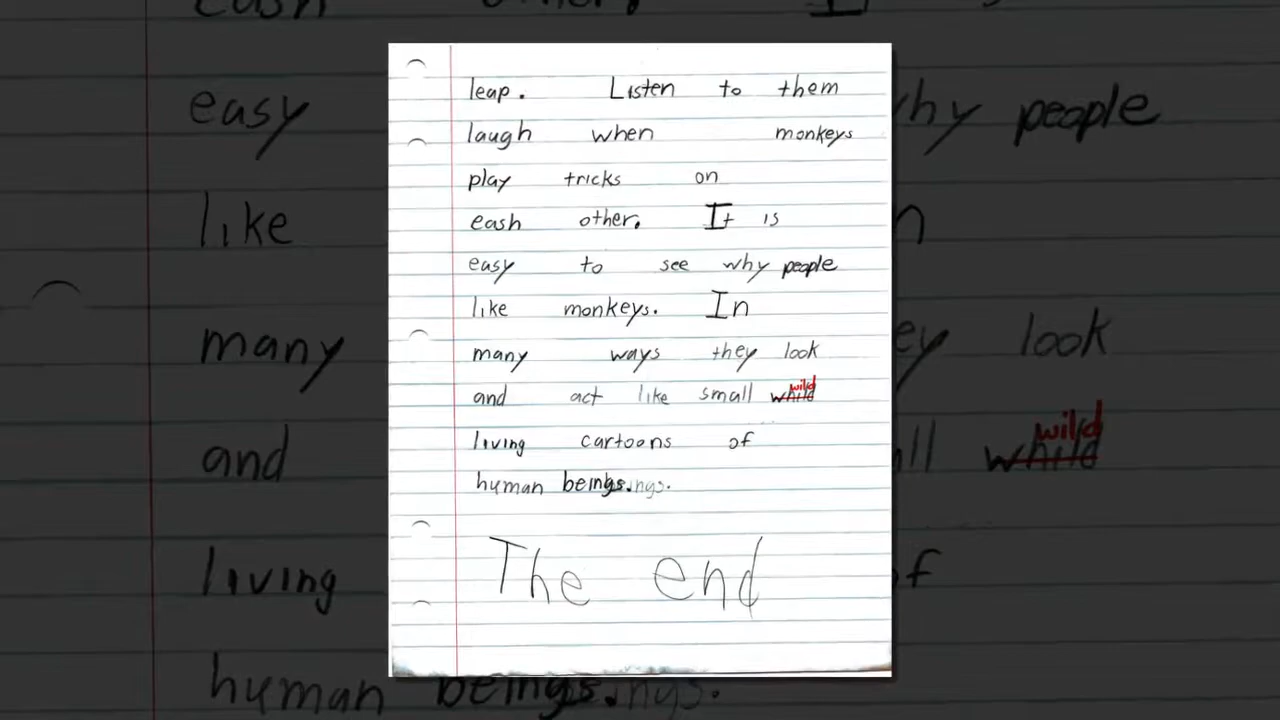 leap. Listen to them
laugh when monkeys
play tricks on
eash other. It is
easy to see why people
like monkeys. In
many ways they look
and act like small whild wild
living cartoons of
human beings.ngs.
The end